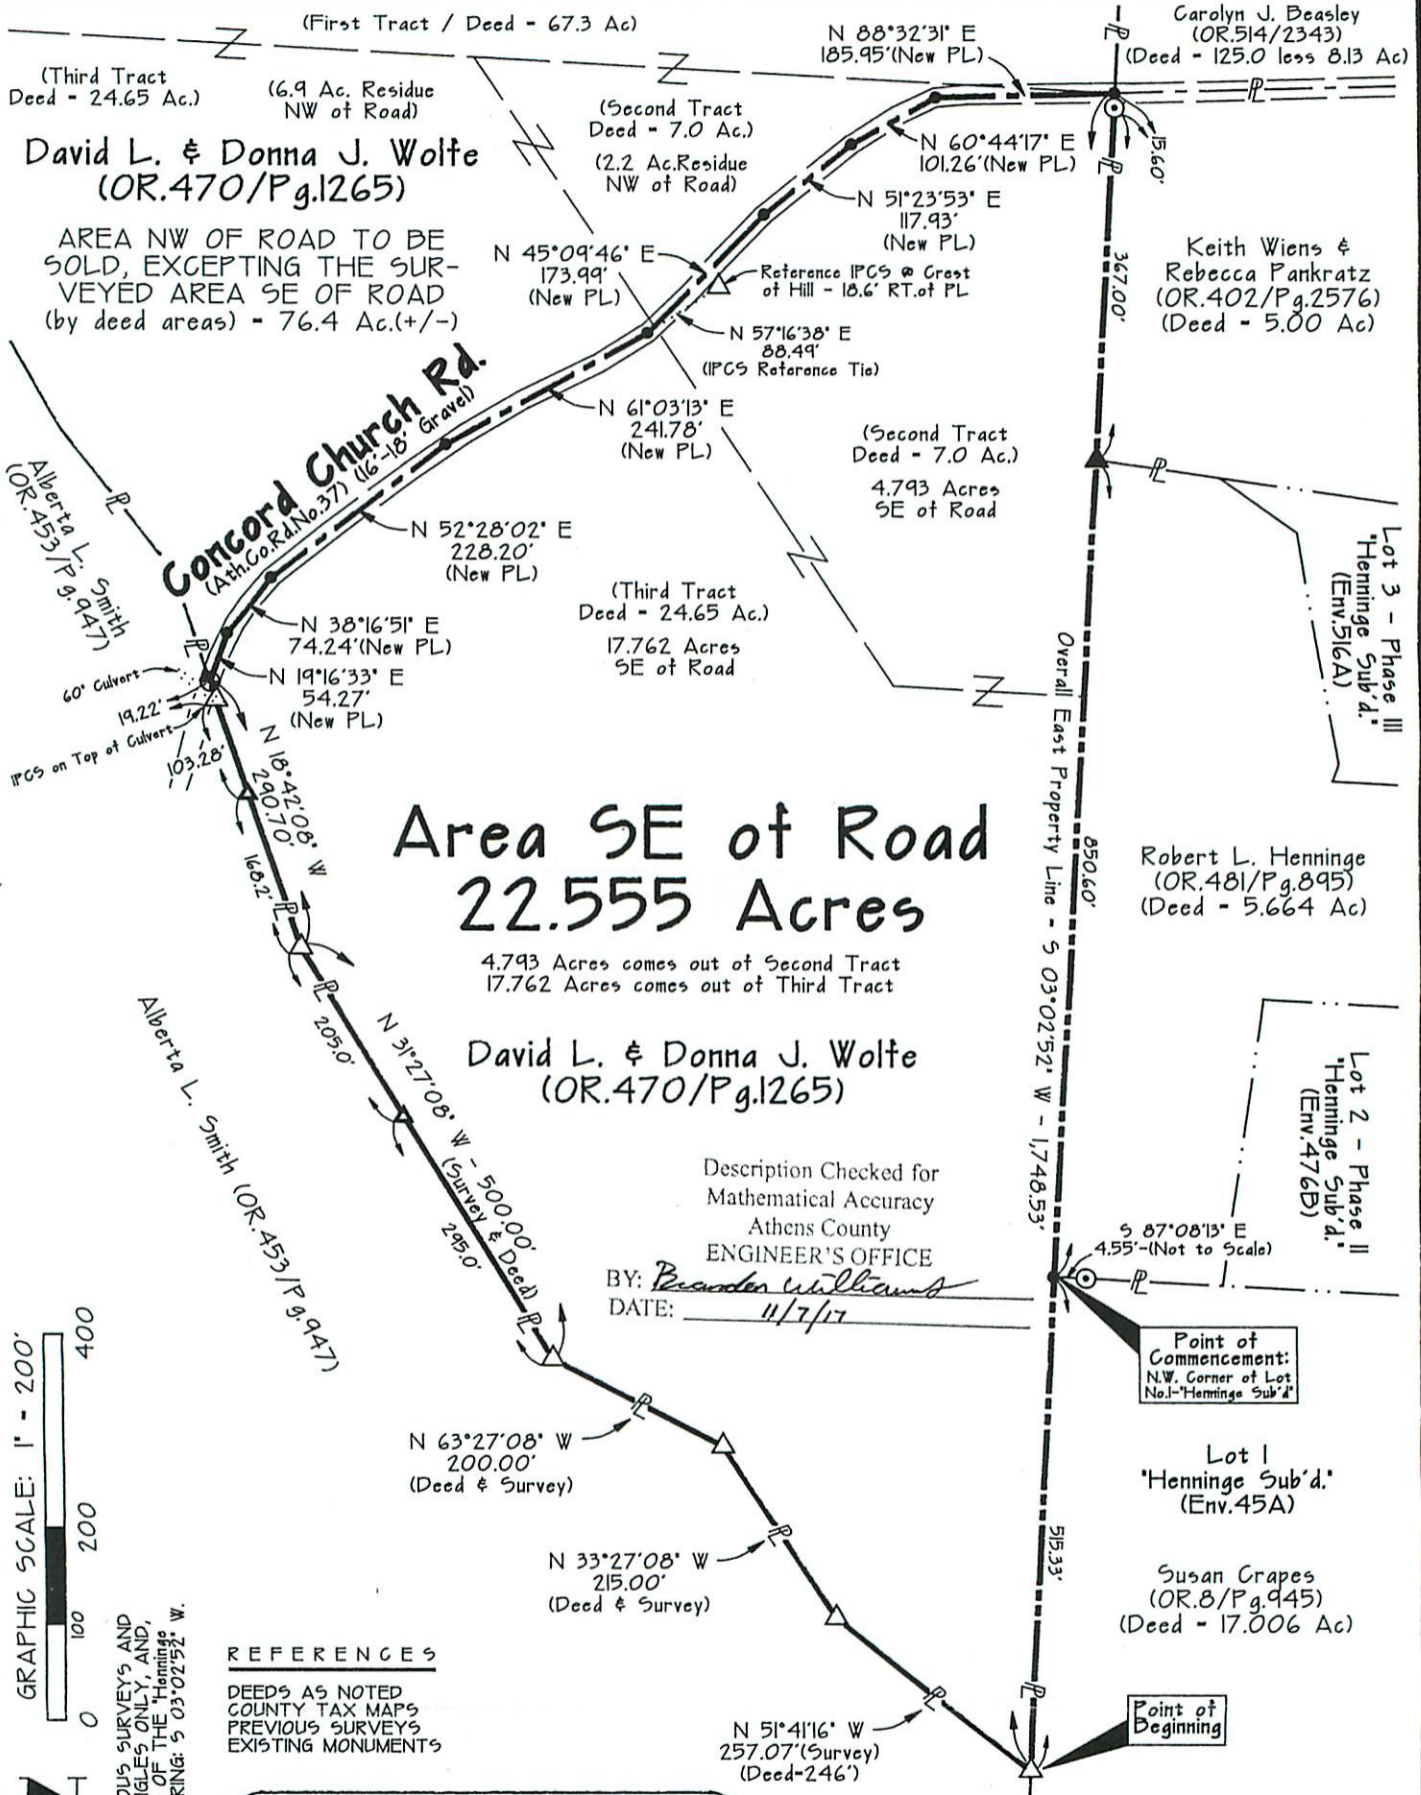 (First Tract / Deed - 67.3 Ac)
N 88°32'31" E
185.95'(New PL)
Carolyn J. Beasley
(OR.514/2343)
(Deed - 125.0 less 8.13 Ac)
(Third Tract
Deed - 24.65 Ac.)
(6.9 Ac. Residue
NW of Road)
(Second Tract
Deed - 7.0 Ac.)
(2.2 Ac.Residue
NW of Road)
David L. & Donna J. Wolfe
(OR.470/Pg.1265)
AREA NW OF ROAD TO BE
SOLD, EXCEPTING THE SUR-
VEYED AREA SE OF ROAD
(by deed areas) - 76.4 Ac.(+/-)
N 60°44'17" E
101.26'(New PL)
15.60'
N 51°23'53" E
117.93'
(New PL)
N 45°09'46" E
173.99'
(New PL)
Reference IPCS @ Crest
of Hill - 18.6' RT.of PL
N 57°16'38" E
88.49'
(IPCS Reference Tie)
367.00'
Keith Wiens &
Rebecca Pankratz
(OR.402/Pg.2576)
(Deed - 5.00 Ac)
Concord Church Rd.
(Ath.Co.Rd.No.37) (16'-18' Gravel)
N 61°03'13" E
241.78'
(New PL)
(Second Tract
Deed - 7.0 Ac.)
4.793 Acres
SE of Road
Alberta L. Smith
(OR.453/Pg.947)
N 52°28'02" E
228.20'
(New PL)
Lot 3 - Phase III
"Henninge Sub'd."
(Env.516A)
(Third Tract
Deed - 24.65 Ac.)
17.762 Acres
SE of Road
N 38°16'51" E
74.24'(New PL)
N 19°16'33" E
54.27'
(New PL)
60" Culvert
19.22'
IPCS on Top of Culvert
103.28'
N 18°42'08" W
290.70'
168.2'
Overall East Property Line - S 03°02'52" W - 1,748.53'
850.60'
Area SE of Road
22.555 Acres
4.793 Acres comes out of Second Tract
17.762 Acres comes out of Third Tract
Robert L. Henninge
(OR.481/Pg.895)
(Deed - 5.664 Ac)
David L. & Donna J. Wolfe
(OR.470/Pg.1265)
Alberta L. Smith (OR.453/Pg.947)
205.0'
N 31°27'08" W - 500.00'
(Survey & Deed)
295.0'
Lot 2 - Phase II
"Henninge Sub'd."
(Env.476B)
Description Checked for
Mathematical Accuracy
Athens County
ENGINEER'S OFFICE
BY: Branden Williams
DATE: 11/7/17
S 87°08'13" E
4.55'-(Not to Scale)
Point of
Commencement:
N.W. Corner of Lot
No.1-"Henninge Sub'd"
N 63°27'08" W
200.00'
(Deed & Survey)
Lot 1
"Henninge Sub'd."
(Env.45A)
515.33'
N 33°27'08" W
215.00'
(Deed & Survey)
Susan Crapes
(OR.8/Pg.945)
(Deed - 17.006 Ac)
GRAPHIC SCALE: 1" - 200'
0 100 200 400
OUS SURVEYS AND
NGLES ONLY, AND,
OF THE "Henninge
RING: S 03°02'52" W.
REFERENCES
DEEDS AS NOTED
COUNTY TAX MAPS
PREVIOUS SURVEYS
EXISTING MONUMENTS
N 51°41'16" W
257.07'(Survey)
(Deed-246')
Point of
Beginning